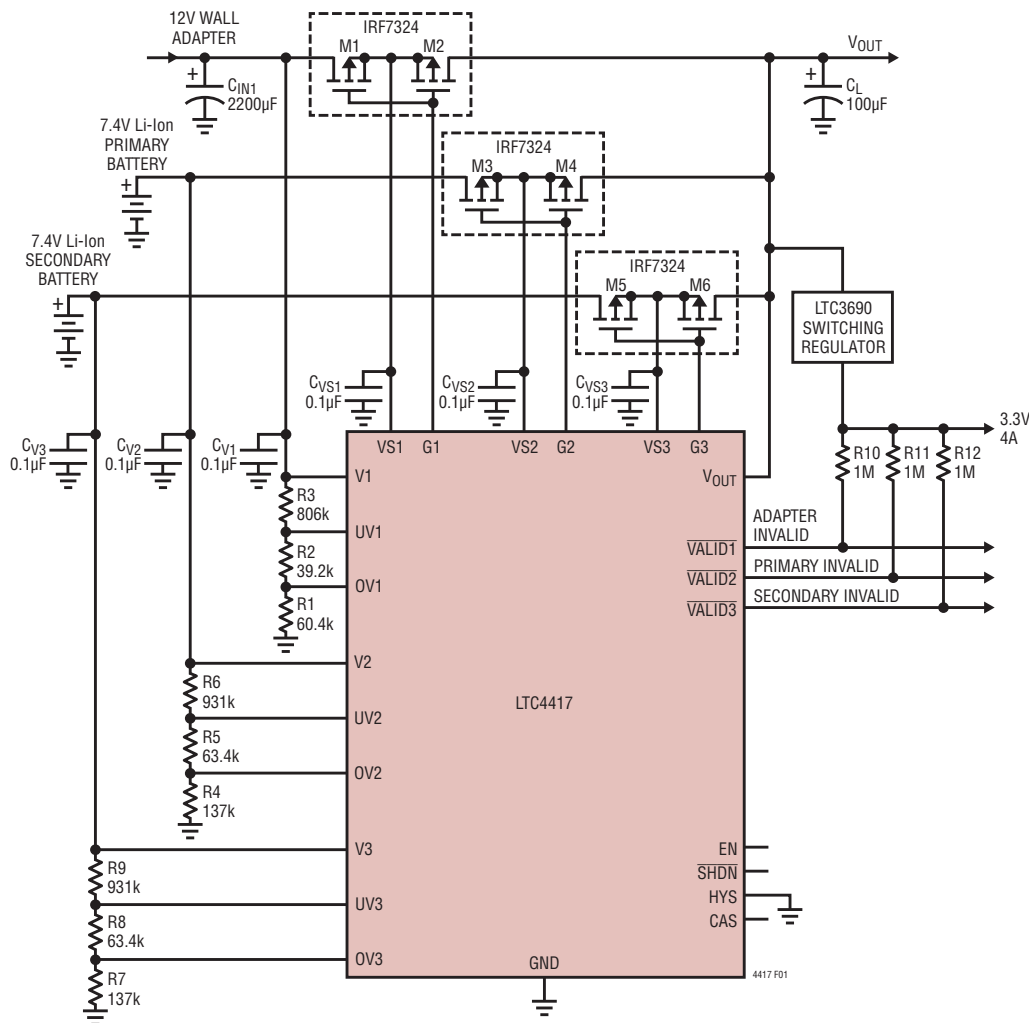 12V WALL
ADAPTER
IRF7324
M1
M2
VOUT
+
CIN1
2200µF
+
CL
100µF
7.4V Li-Ion
PRIMARY
BATTERY
+
IRF7324
M3
M4
7.4V Li-Ion
SECONDARY
BATTERY
+
IRF7324
M5
M6
LTC3690
SWITCHING
REGULATOR
CVS1
0.1µF
CVS2
0.1µF
CVS3
0.1µF
3.3V
4A
CV3
0.1µF
CV2
0.1µF
CV1
0.1µF
VS1
G1
VS2
G2
VS3
G3
R10
1M
R11
1M
R12
1M
V1
VOUT
R3
806k
UV1
R2
39.2k
OV1
R1
60.4k
ADAPTER
INVALID
VALID1
PRIMARY INVALID
VALID2
SECONDARY INVALID
VALID3
V2
R6
931k
UV2
R5
63.4k
OV2
R4
137k
LTC4417
V3
R9
931k
UV3
R8
63.4k
OV3
R7
137k
EN
SHDN
HYS
CAS
GND
4417 F01